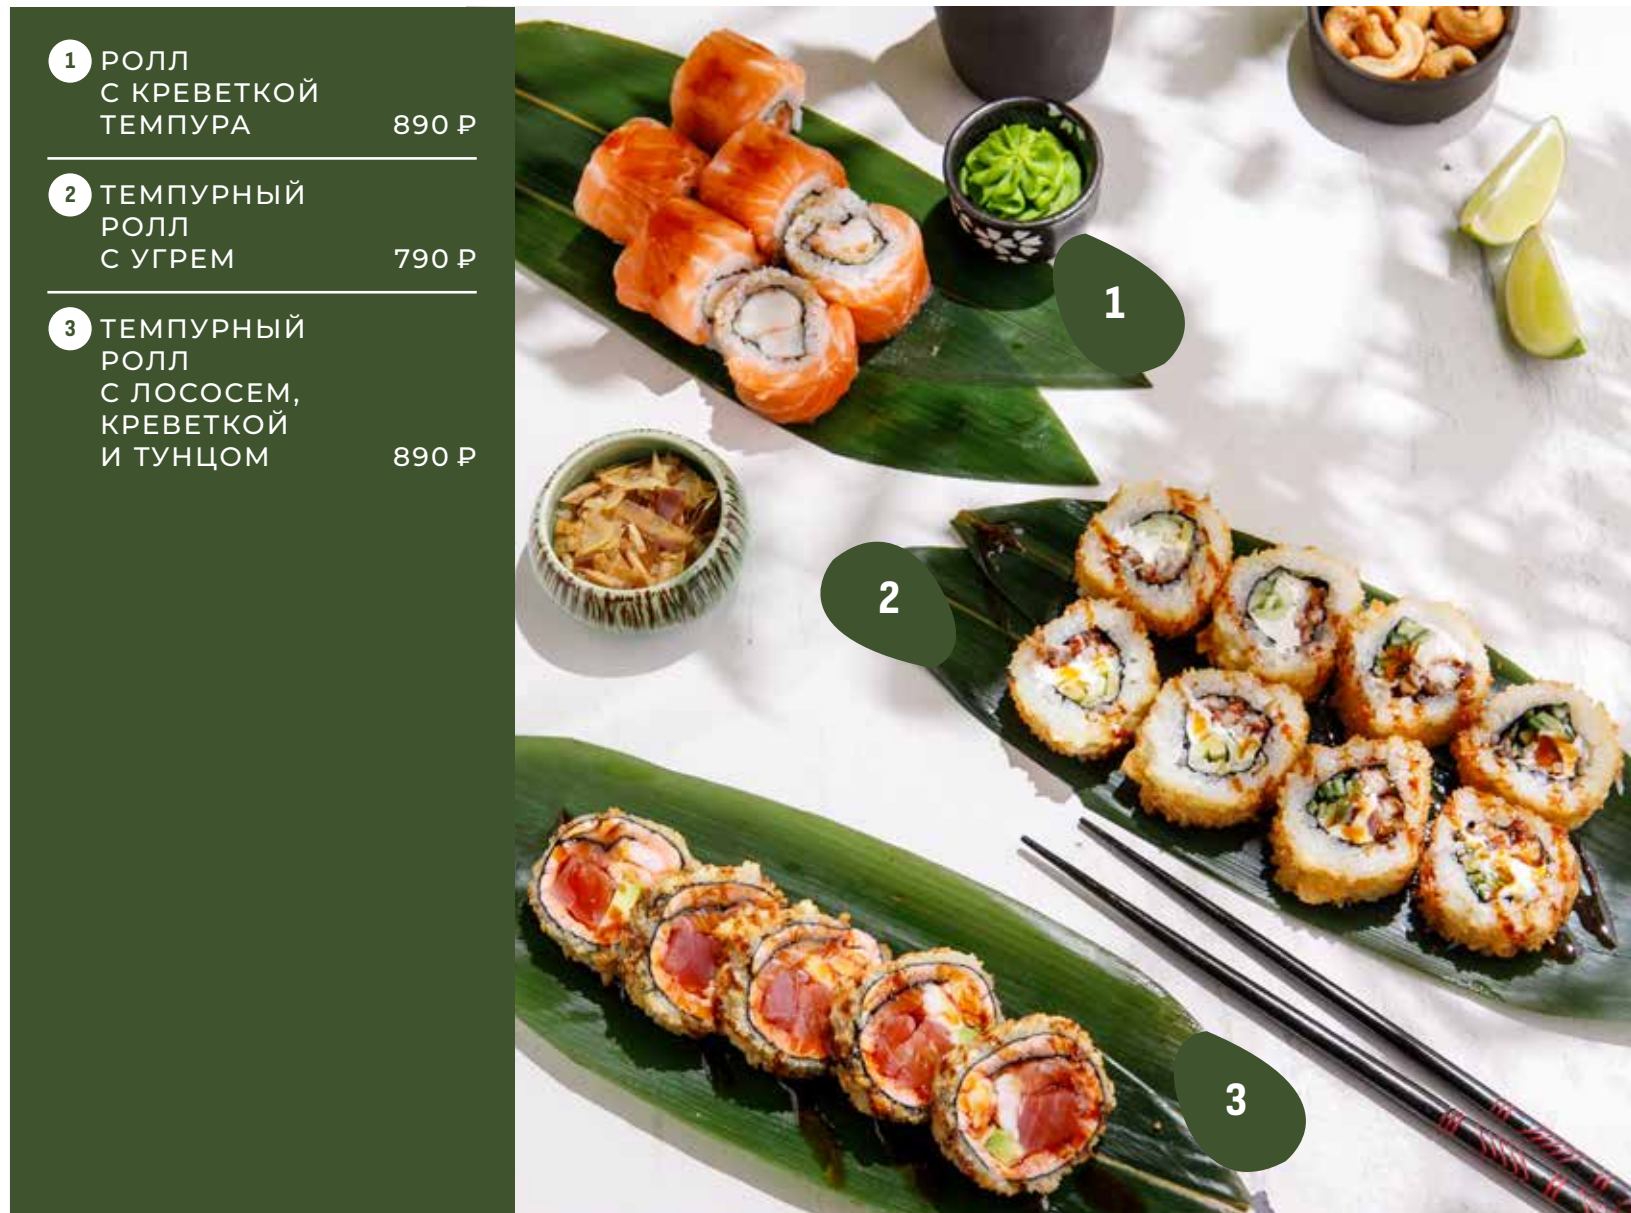 1 РОЛЛ
С КРЕВЕТКОЙ
ТЕМПУРА 890 ₽
2 ТЕМПУРНЫЙ
РОЛЛ
С УГРЕМ 790 ₽
3 ТЕМПУРНЫЙ
РОЛЛ
С ЛОСОСЕМ,
КРЕВЕТКОЙ
И ТУНЦОМ 890 ₽
1
2
3